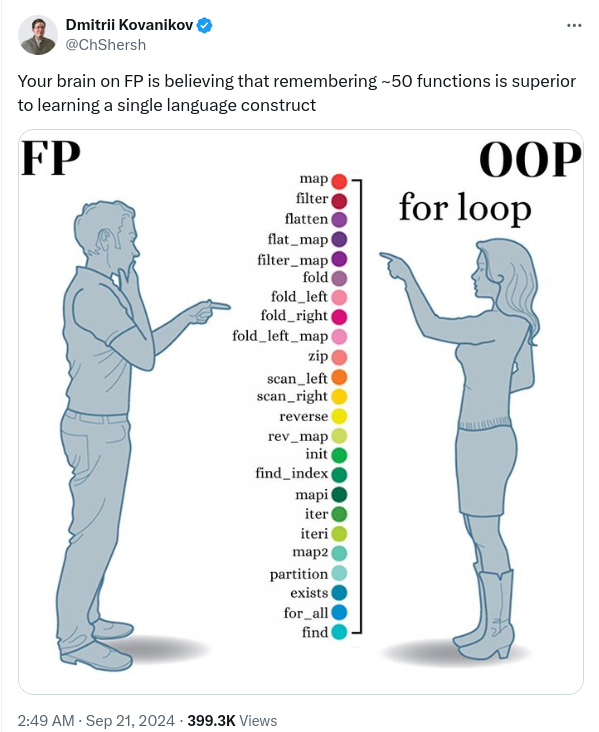 Dmitrii Kovanikov
@ChShersh
Your brain on FP is believing that remembering ~50 functions is superior
to learning a single language construct
FP
OOP
for loop
map
filter
flatten
flat_map
filter_map
fold
fold_left
fold_right
fold_left_map
zip
scan_left
scan_right
reverse
rev_map
init
find_index
mapi
iter
iteri
map2
partition
exists
for_all
find
2:49 AM · Sep 21, 2024 · 399.3K Views